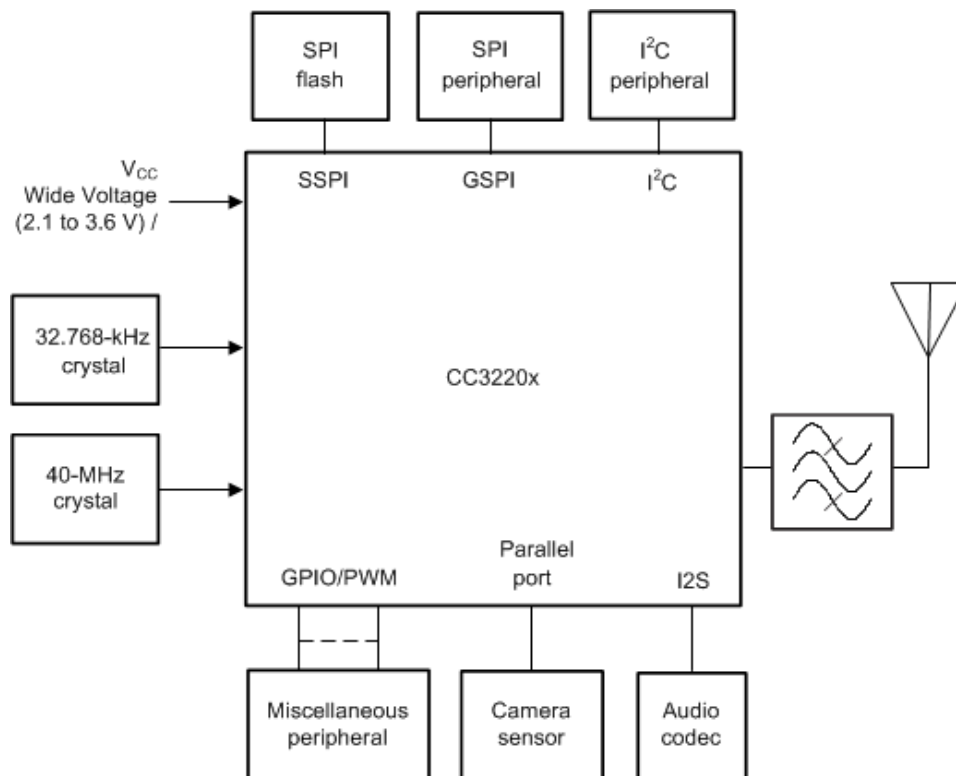 SPI
flash
SPI
peripheral
I²C
peripheral
SSPI
GSPI
I²C
VCC
Wide Voltage
(2.1 to 3.6 V) /
32.768-kHz
crystal
CC3220x
40-MHz
crystal
GPIO/PWM
Parallel
port
I2S
Miscellaneous
peripheral
Camera
sensor
Audio
codec